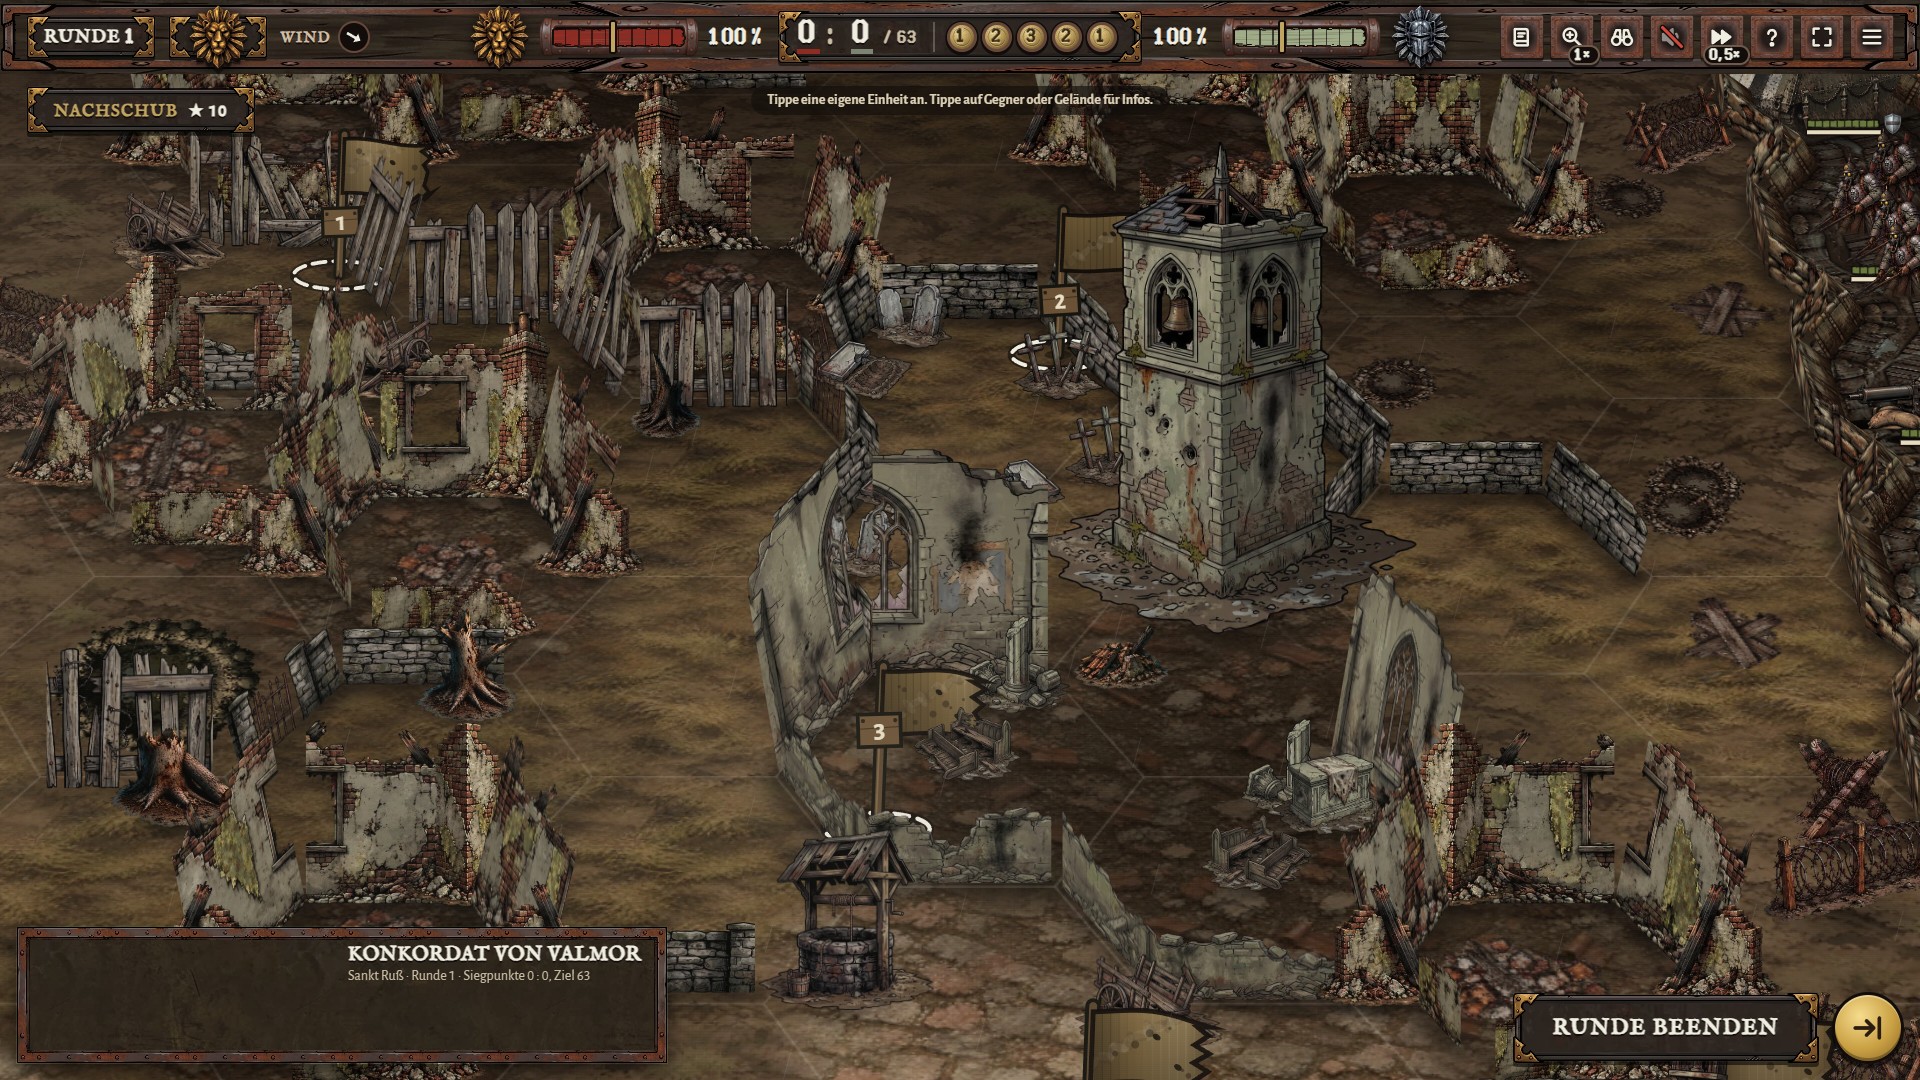 RUNDE 1
WIND
100%
0 : 0 / 63
1 2 3 2 1
100%
1×
0,5×
?
NACHSCHUB ★ 10
Tippe eine eigene Einheit an. Tippe auf Gegner oder Gelände für Infos.
1
2
3
KONKORDAT VON VALMOR
Sankt Ruß · Runde 1 · Siegpunkte 0 : 0, Ziel 63
RUNDE BEENDEN